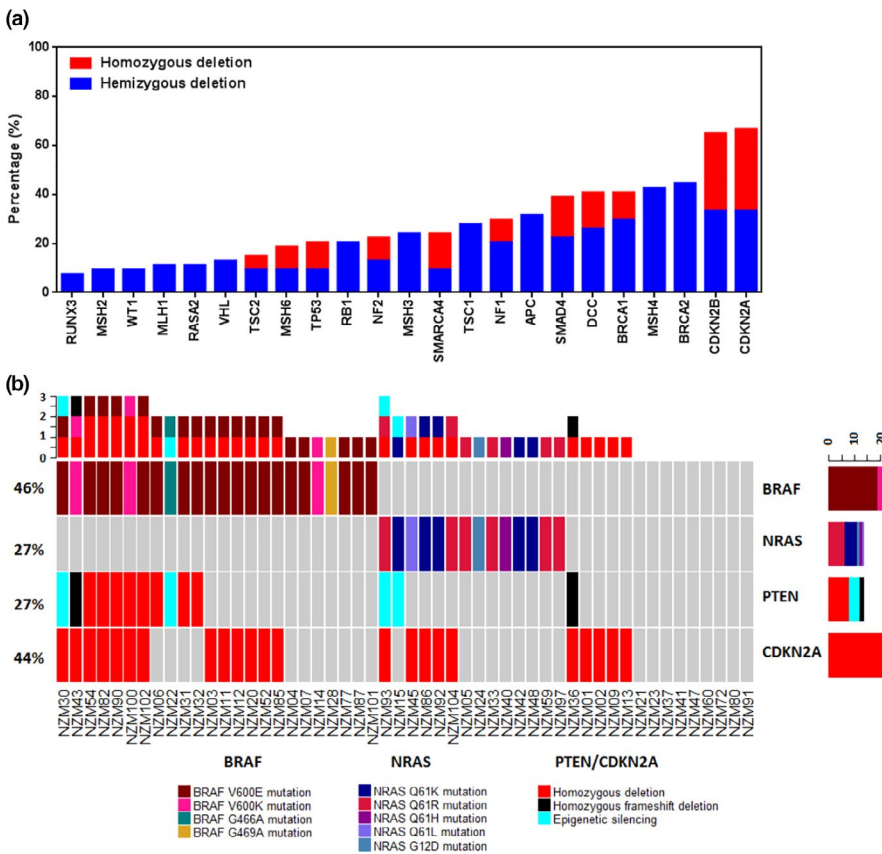 (a)
100
80
60
40
20
0
Percentage (%)
Homozygous deletion
Hemizygous deletion
RUNX3
MSH2
WT1
MLH1
RASA2
VHL
TSC2
MSH6
TP53
RB1
NF2
MSH3
SMARCA4
TSC1
NF1
APC
SMAD4
DCC
BRCA1
MSH4
BRCA2
CDKN2B
CDKN2A
(b)
3
2
1
0
46%
27%
27%
44%
0
10
20
BRAF
NRAS
PTEN
CDKN2A
NZM30
NZM43
NZM54
NZM82
NZM90
NZM100
NZM102
NZM06
NZM22
NZM31
NZM32
NZM03
NZM11
NZM12
NZM20
NZM52
NZM85
NZM04
NZM07
NZM14
NZM28
NZM77
NZM87
NZM101
NZM93
NZM15
NZM45
NZM86
NZM92
NZM104
NZM05
NZM24
NZM33
NZM40
NZM42
NZM48
NZM59
NZM97
NZM36
NZM01
NZM02
NZM09
NZM13
NZM21
NZM23
NZM37
NZM41
NZM47
NZM60
NZM72
NZM80
NZM91
BRAF
BRAF V600E mutation
BRAF V600K mutation
BRAF G466A mutation
BRAF G469A mutation
NRAS
NRAS Q61K mutation
NRAS Q61R mutation
NRAS Q61H mutation
NRAS Q61L mutation
NRAS G12D mutation
PTEN/CDKN2A
Homozygous deletion
Homozygous frameshift deletion
Epigenetic silencing